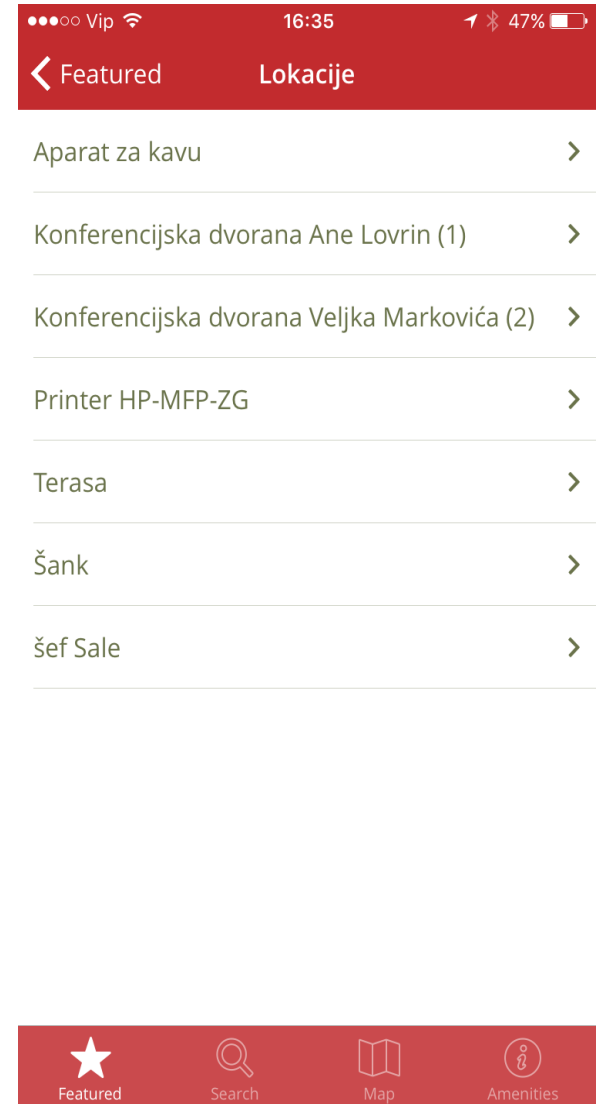 Vip 16:35 47%
Featured Lokacije
Aparat za kavu
Konferencijska dvorana Ane Lovrin (1)
Konferencijska dvorana Veljka Markovića (2)
Printer HP-MFP-ZG
Terasa
Šank
šef Sale
Featured Search Map Amenities